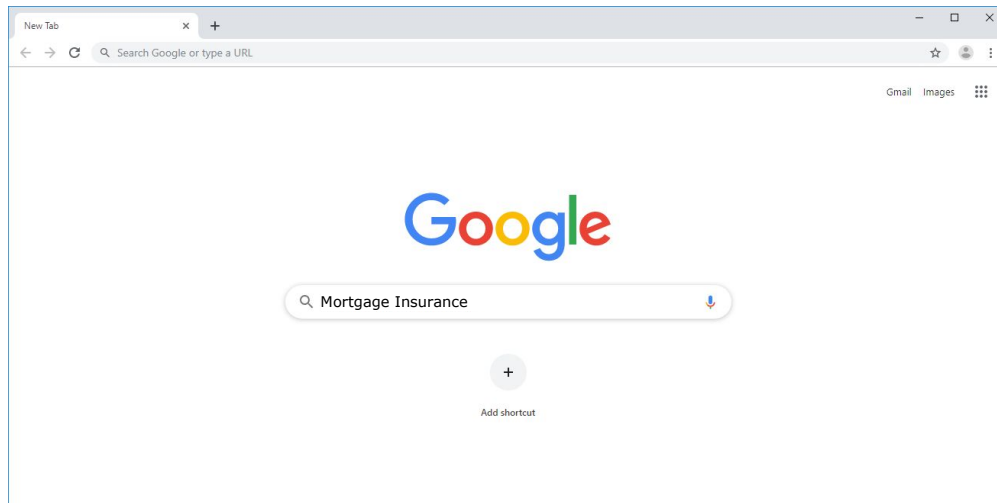 New Tab
Search Google or type a URL
Gmail Images
Google
Mortgage Insurance
Add shortcut